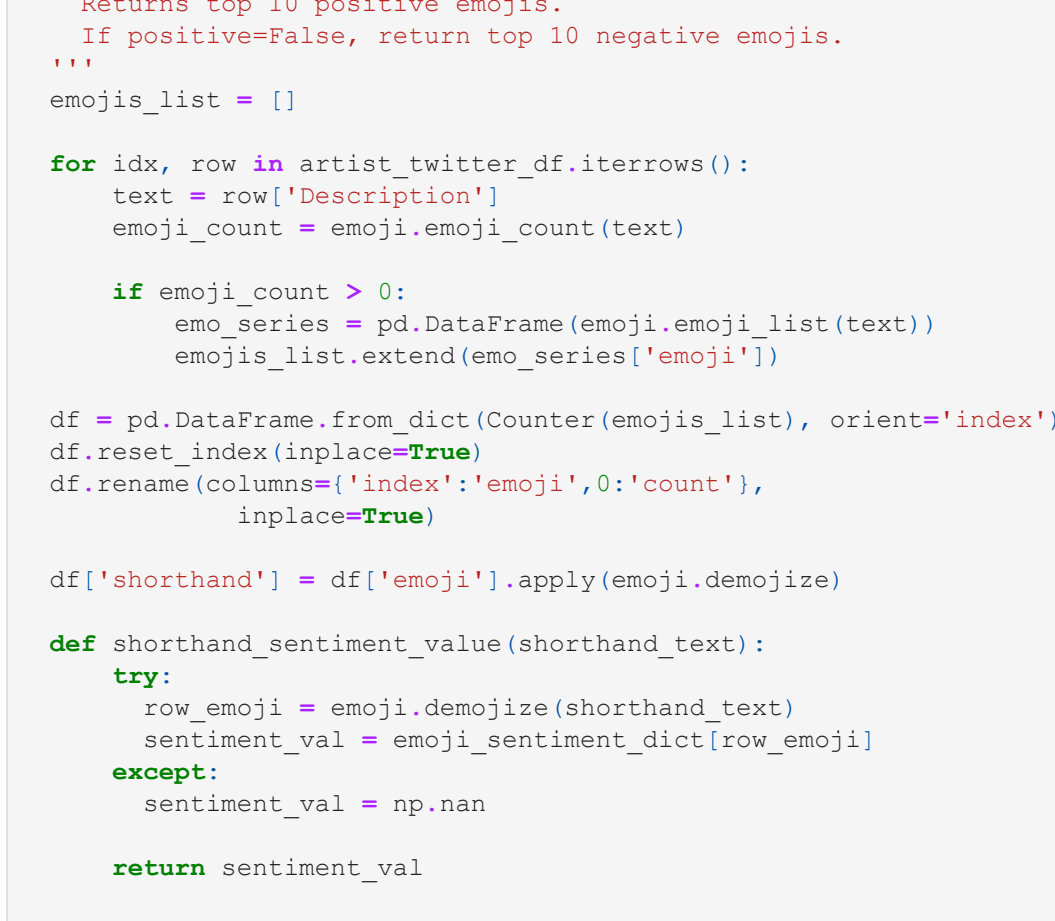 Returns top 10 positive emojis.
If positive=False, return top 10 negative emojis.
'''
emojis_list = []
for idx, row in artist_twitter_df.iterrows():
text = row['Description']
emoji_count = emoji.emoji_count(text)
if emoji_count > 0:
emo_series = pd.DataFrame(emoji.emoji_list(text))
emojis_list.extend(emo_series['emoji'])
df = pd.DataFrame.from_dict(Counter(emojis_list), orient='index')
df.reset_index(inplace=True)
df.rename(columns={'index':'emoji',0:'count'},
inplace=True)
df['shorthand'] = df['emoji'].apply(emoji.demojize)
def shorthand_sentiment_value(shorthand_text):
try:
row_emoji = emoji.demojize(shorthand_text)
sentiment_val = emoji_sentiment_dict[row_emoji]
except:
sentiment_val = np.nan
return sentiment_val